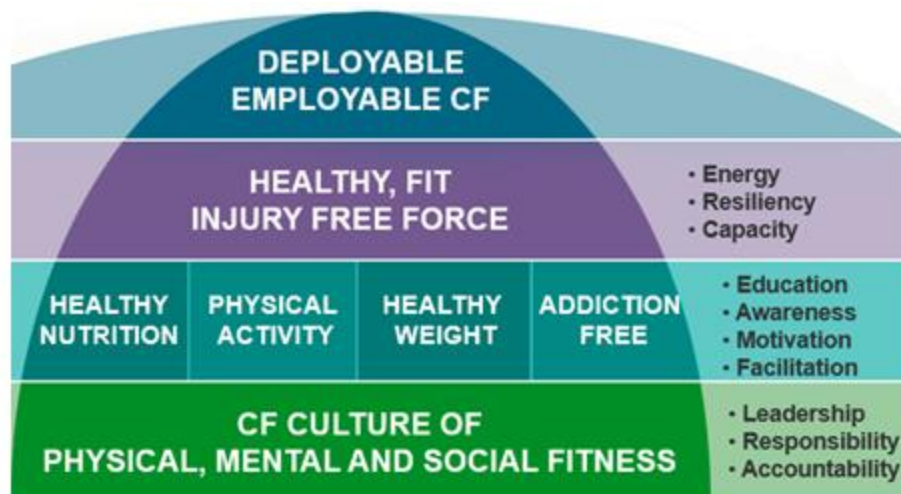 DEPLOYABLE
EMPLOYABLE CF
HEALTHY, FIT
INJURY FREE FORCE
• Energy
• Resiliency
• Capacity
HEALTHY
NUTRITION
PHYSICAL
ACTIVITY
HEALTHY
WEIGHT
ADDICTION
FREE
• Education
• Awareness
• Motivation
• Facilitation
CF CULTURE OF
PHYSICAL, MENTAL AND SOCIAL FITNESS
• Leadership
• Responsibility
• Accountability